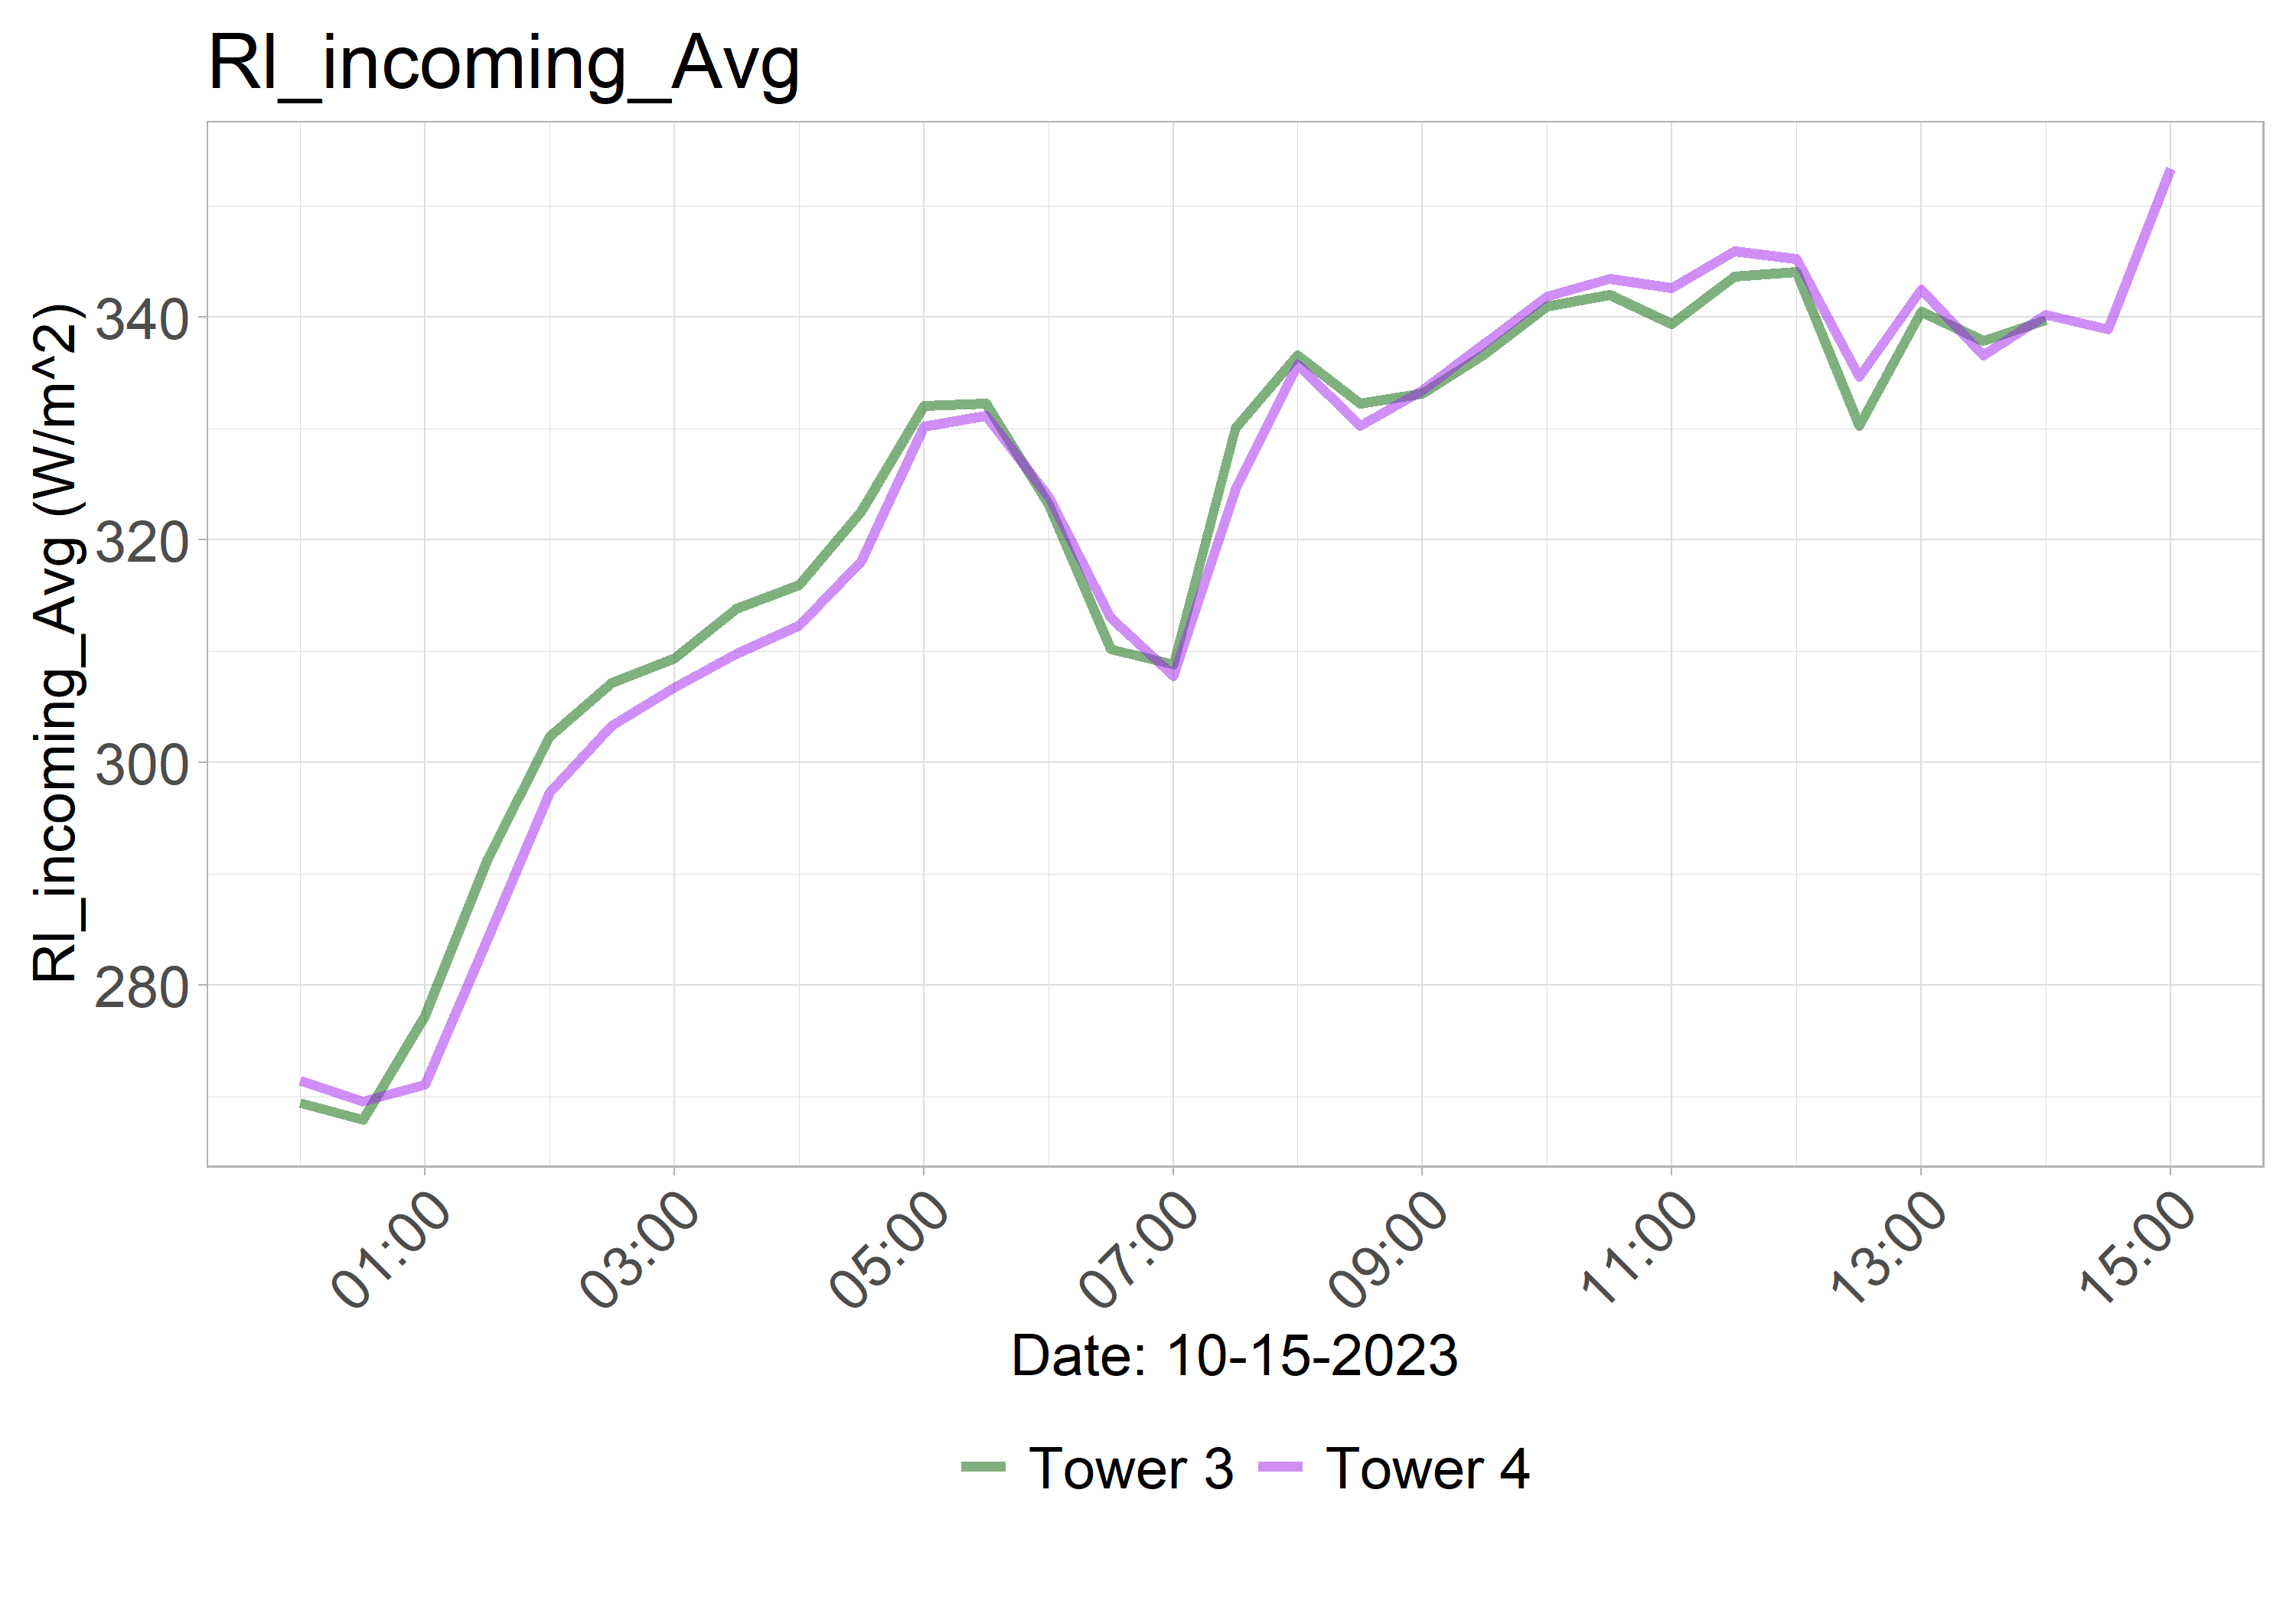 Rl_incoming_Avg
Rl_incoming_Avg (W/m^2)
340
320
300
280
01:00 03:00 05:00 07:00 09:00 11:00 13:00 15:00
Date: 10-15-2023
Tower 3 Tower 4